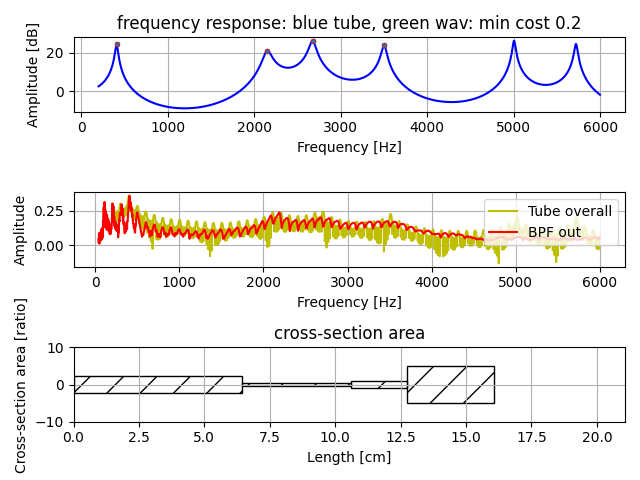 frequency response: blue tube, green wav: min cost 0.2
Amplitude [dB]
20
0
0 1000 2000 3000 4000 5000 6000
Frequency [Hz]
Amplitude
0.25
0.00
Tube overall
BPF out
0 1000 2000 3000 4000 5000 6000
Frequency [Hz]
cross-section area
Cross-section area [ratio]
10
0
−10
0.0 2.5 5.0 7.5 10.0 12.5 15.0 17.5 20.0
Length [cm]